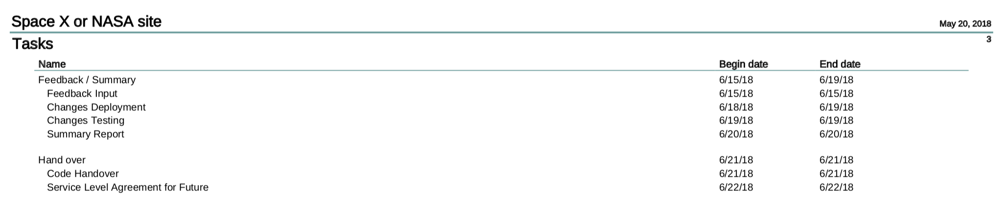 Space X or NASA site
May 20, 2018
Tasks
3
Name Begin date End date
Feedback / Summary 6/15/18 6/19/18
Feedback Input 6/15/18 6/15/18
Changes Deployment 6/18/18 6/19/18
Changes Testing 6/19/18 6/19/18
Summary Report 6/20/18 6/20/18
Hand over 6/21/18 6/21/18
Code Handover 6/21/18 6/21/18
Service Level Agreement for Future 6/22/18 6/22/18